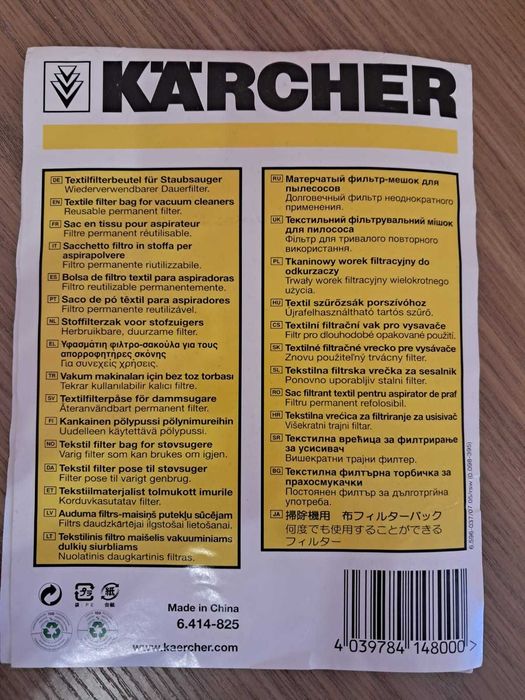 KÄRCHER
DE Textilfilterbeutel für Staubsauger
Wiederverwendbarer Dauerfilter.
EN Textile filter bag for vacuum cleaners
Reusable permanent filter.
FR Sac en tissu pour aspirateur
Filtre permanent réutilisable.
IT Sacchetto filtro in stoffa per
aspirapolvere
Filtro permanente riutilizzabile.
ES Bolsa de filtro textil para aspiradoras
Filtro reutilizable permanentemente.
PT Saco de pó têxtil para aspiradores
Filtro permanente reutilizável.
NL Stoffilterzak voor stofzuigers
Herbruikbare, duurzame filter.
EL Υφασμάτιη φιλτρο-σακούλα για τους
απορροφητήρες σκόνης
Για συνεχείς χρήσεις.
TR Vakum makinaları için bez toz torbası
Tekrar kullanılabilir kalıcı filtre.
SV Textilfilterpåse för dammsugare
Återanvändbart permanent filter.
FI Kankainen pölypussi pölynimureihin
Uudelleen käytettävä pölypussi.
NO Tekstil filter bag for støvsugere
Varig filter som kan brukes om igjen.
DA Tekstil filter pose til støvsuger
Filter pose til varigt genbrug.
ET Tekstiilmaterjalist tolmukott imurile
Korduvkasutatav filter.
LV Auduma filtrs-maisiņš putekļu sūcējam
Filtrs daudzkārtējai ilgstošai lietošanai.
LT Tekstilinis filtro maišelis vakuuminiams
dulkių siurbliams
Nuolatinis daugkartinis filtras.
RU Матерчатый фильтр-мешок для
пылесосов
Долговечный фильтр неоднократного
применения.
UK Текстильний фільтрувальний мішок
для пилососа
Фільтр для тривалого повторного
використання.
PL Tkaninowy worek filtracyjny do
odkurzaczy
Trwały worek filtracyjny wielokrotnego
użycia.
HU Textil szűrőzsák porszívóhoz
Újrafelhasználható tartós szűrő.
CS Textilní filtrační vak pro vysavače
Filtr pro dlouhodobé opakované použití.
SK Textilné filtračné vrecko pre vysávače
Znovu použiteľný trvácny filter.
SL Tekstilna filtrska vrečka za sesalnik
Ponovno uporabljiv stalni filter.
RO Sac filtrant textil pentru aspirator de praf
Filtru permanent refolosibil.
HR Tekstilna vrećica za filtriranje za usisivač
Višekratni trajni filtar.
SR Текстилна врећица за филтрирање
за усисивач
Вишекратни трајни филтер.
BG Текстилна филтърна торбичка за
прахосмукачки
Постоянен филтър за дълготргйна
употреба.
JA 掃除機用 布フィルターパック
何度でも使用することができる
フィルター
6.596-037/07.05/rsw (0.098-395)
Made in China
6.414-825
www.kaercher.com
4 039784 148000 >